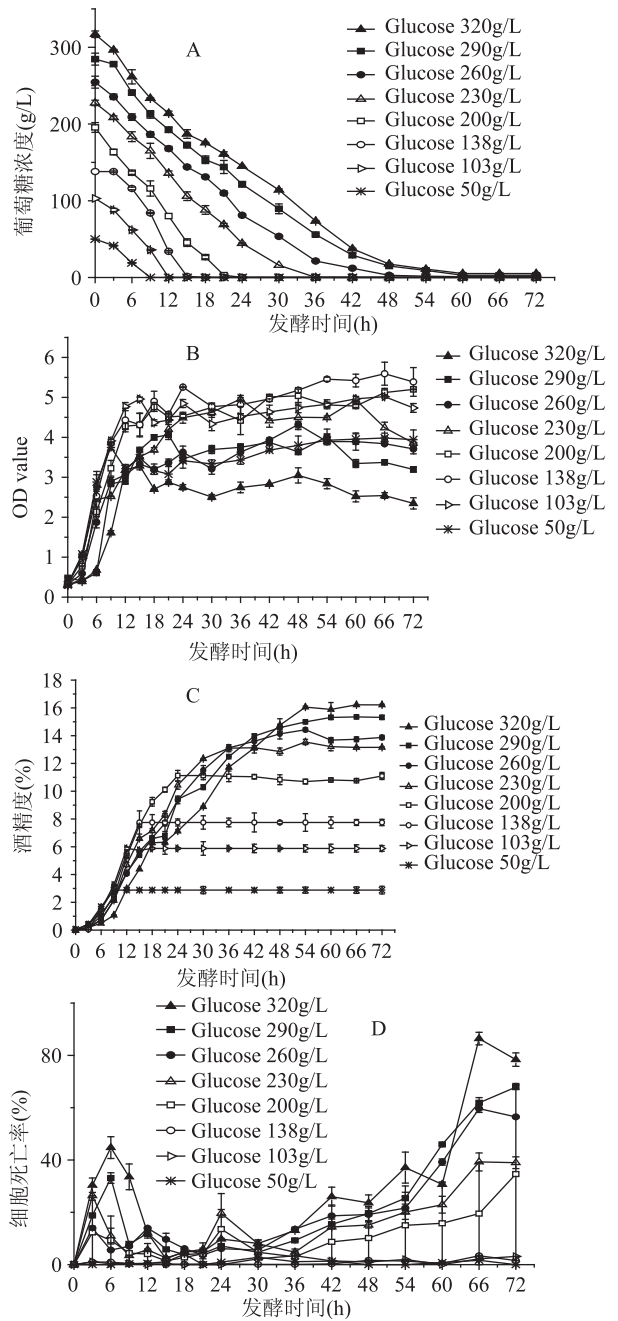 A
Glucose 320g/L
Glucose 290g/L
Glucose 260g/L
Glucose 230g/L
Glucose 200g/L
Glucose 138g/L
Glucose 103g/L
Glucose 50g/L
葡萄糖浓度(g/L)
300
200
100
0
0 6 12 18 24 30 36 42 48 54 60 66 72
发酵时间(h)
B
Glucose 320g/L
Glucose 290g/L
Glucose 260g/L
Glucose 230g/L
Glucose 200g/L
Glucose 138g/L
Glucose 103g/L
Glucose 50g/L
OD value
6
5
4
3
2
1
0
0 6 12 18 24 30 36 42 48 54 60 66 72
发酵时间(h)
C
Glucose 320g/L
Glucose 290g/L
Glucose 260g/L
Glucose 230g/L
Glucose 200g/L
Glucose 138g/L
Glucose 103g/L
Glucose 50g/L
酒精度(%)
18
16
14
12
10
8
6
4
2
0
0 6 12 18 24 30 36 42 48 54 60 66 72
发酵时间(h)
D
Glucose 320g/L
Glucose 290g/L
Glucose 260g/L
Glucose 230g/L
Glucose 200g/L
Glucose 138g/L
Glucose 103g/L
Glucose 50g/L
细胞死亡率(%)
80
40
0
0 6 12 18 24 30 36 42 48 54 60 66 72
发酵时间(h)